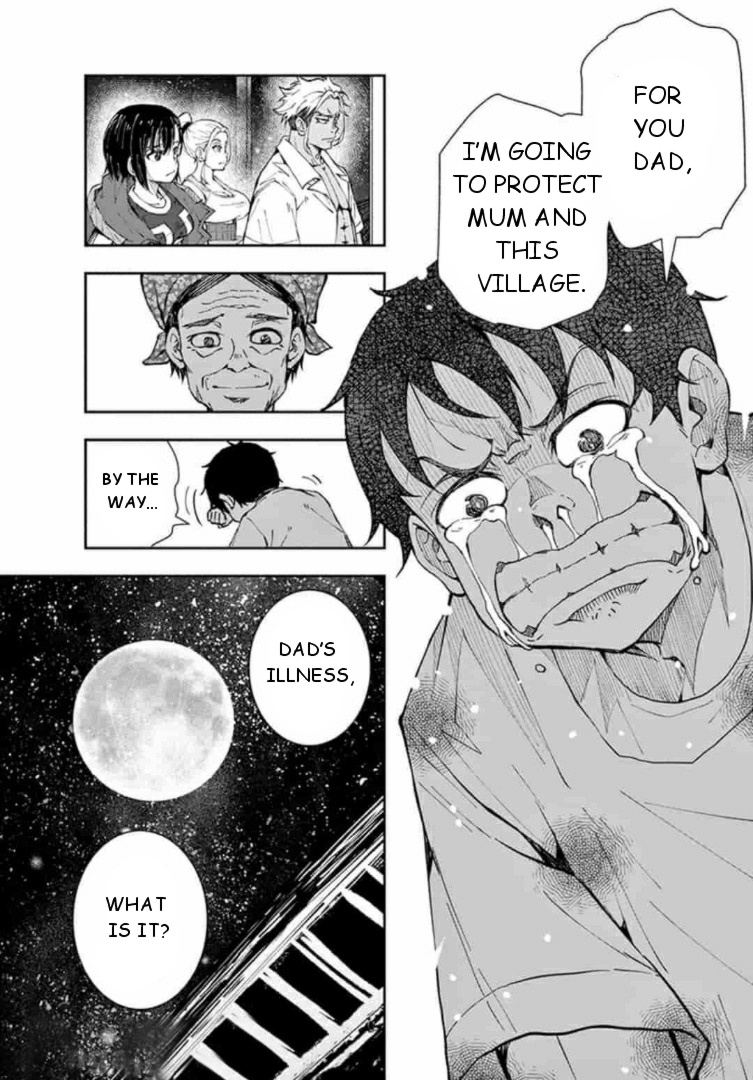 FOR
YOU
DAD,
I'M GOING
TO PROTECT
MUM AND
THIS
VILLAGE.
BY THE
WAY...
DAD'S
ILLNESS,
WHAT
IS IT?